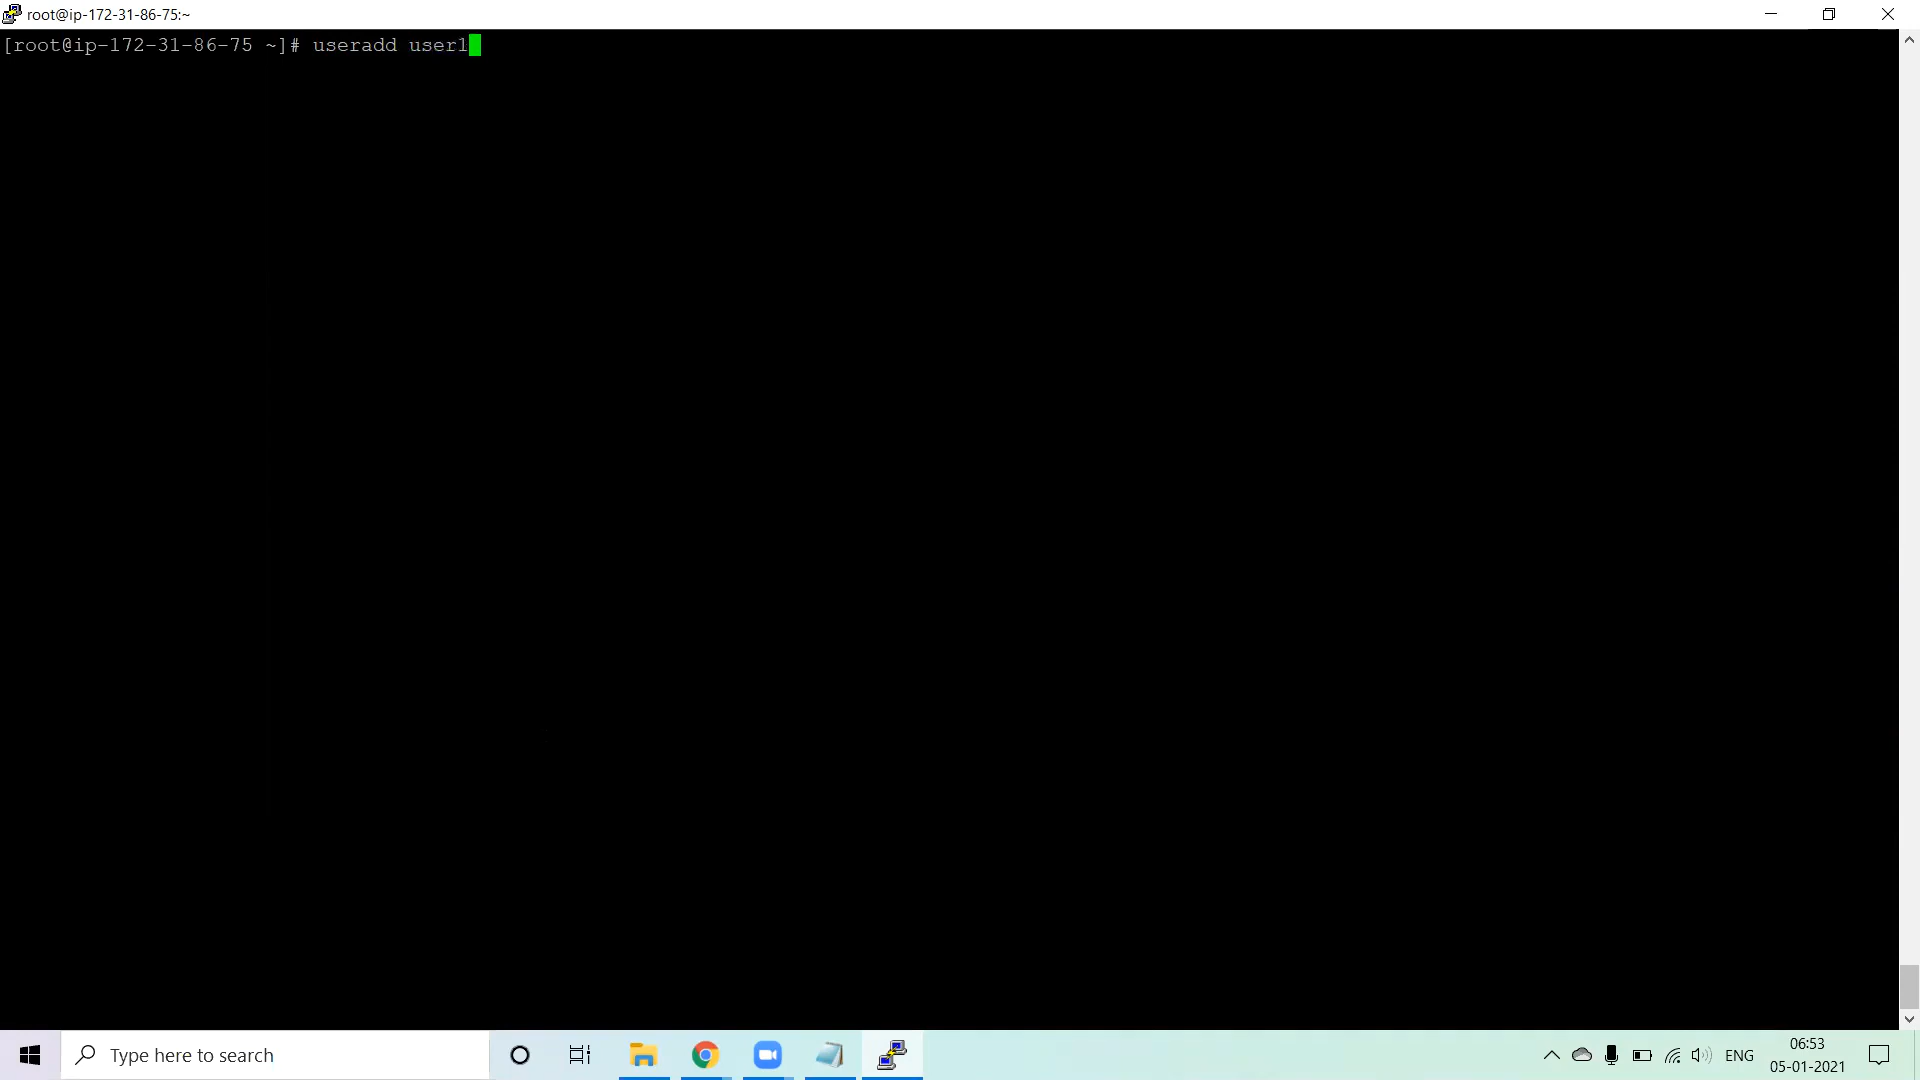 root@ip-172-31-86-75:~
[root@ip-172-31-86-75 ~]# useradd user1
Type here to search
ENG
06:53
05-01-2021